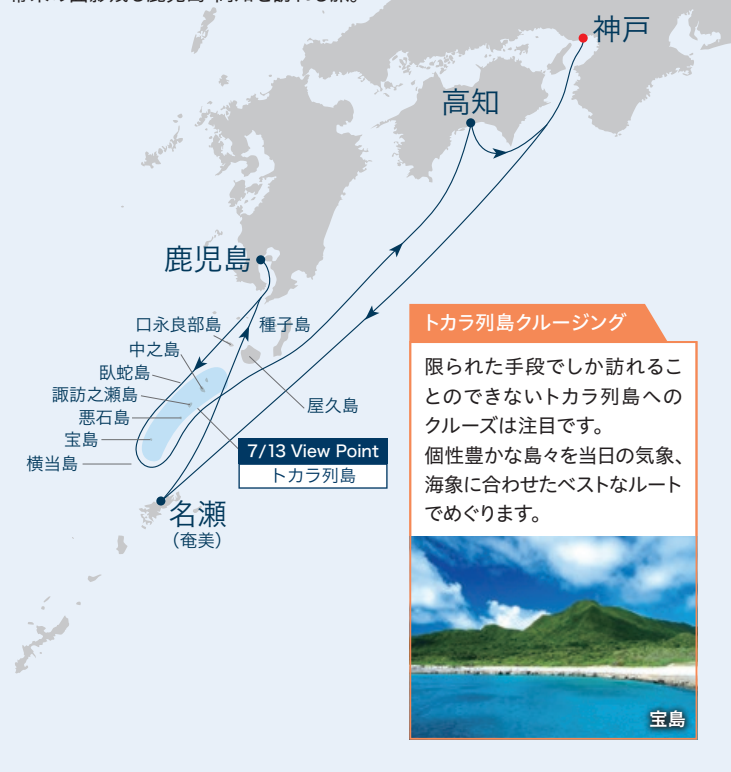 神戸
高知
鹿児島
口永良部島
種子島
中之島
臥蛇島
諏訪之瀬島
悪石島
宝島
横当島
屋久島
7/13 View Point
トカラ列島
名瀬
（奄美）
トカラ列島クルージング
限られた手段でしか訪れるこ
とのできないトカラ列島への
クルーズは注目です。
個性豊かな島々を当日の気象、
海象に合わせたベストなルート
でめぐります。
宝島